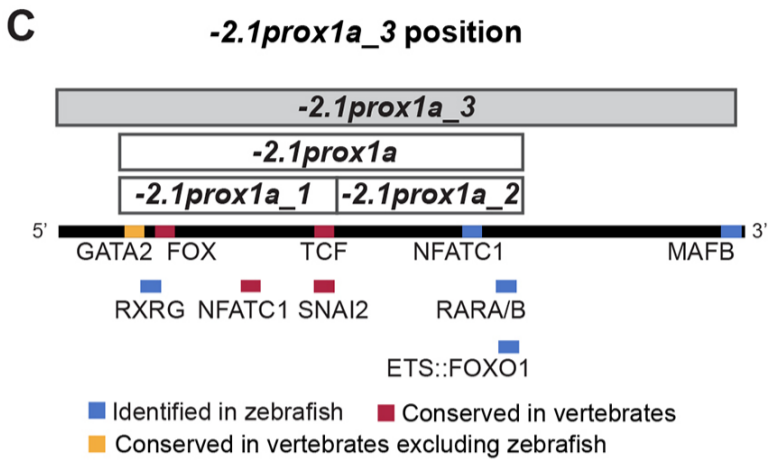 C
-2.1prox1a_3 position
-2.1prox1a_3
-2.1prox1a
-2.1prox1a_1 -2.1prox1a_2
5' 3'
GATA2 FOX TCF NFATC1 MAFB
RXRG NFATC1 SNAI2 RARA/B
ETS::FOXO1
Identified in zebrafish Conserved in vertebrates
Conserved in vertebrates excluding zebrafish